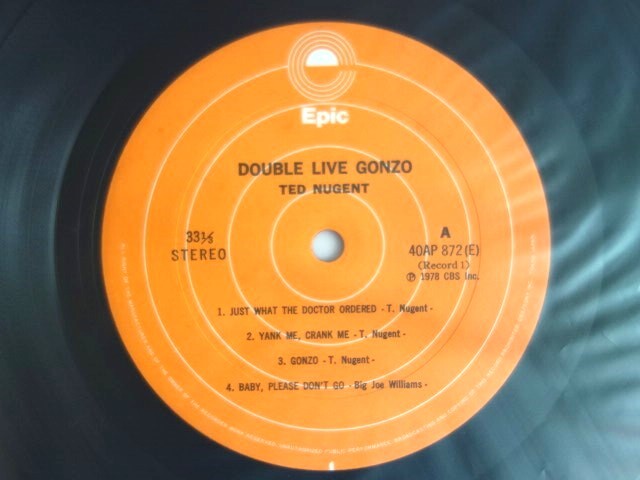 Epic
DOUBLE LIVE GONZO
TED NUGENT
33⅓
STEREO
A
40AP 872(E)
(Record 1)
Ⓟ 1978 CBS Inc.
1. JUST WHAT THE DOCTOR ORDERED - T. Nugent -
2. YANK ME, CRANK ME - T. Nugent -
3. GONZO - T. Nugent -
4. BABY, PLEASE DON'T GO - Big Joe Williams -